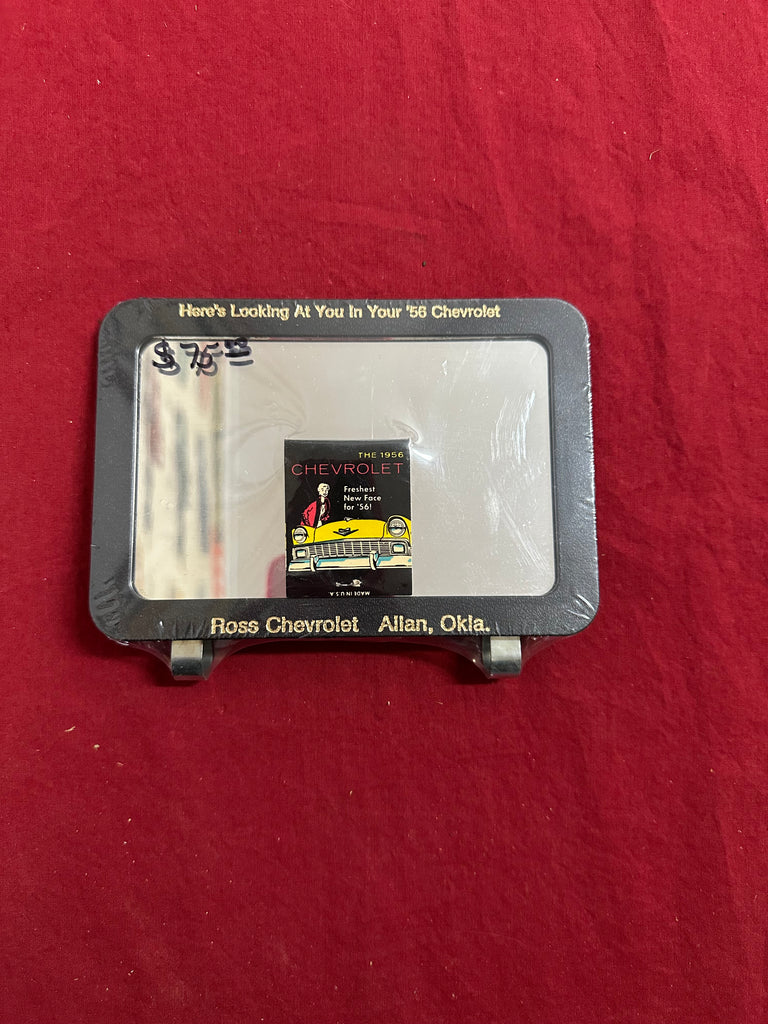 Here's Looking At You In Your '56 Chevrolet
$75.00
THE 1956
CHEVROLET
Freshest
New Face
for '56!
MADE IN U.S.A.
Ross Chevrolet Allan, Okla.